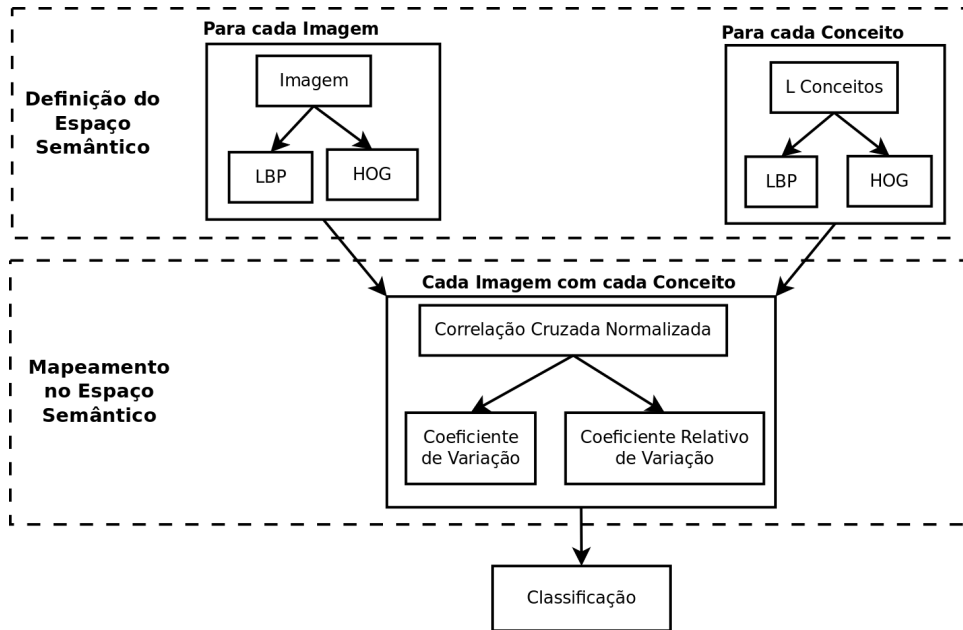 Para cada Imagem
Para cada Conceito
Definição do
Espaço
Semântico
Imagem
LBP
HOG
L Conceitos
LBP
HOG
Cada Imagem com cada Conceito
Mapeamento
no Espaço
Semântico
Correlação Cruzada Normalizada
Coeficiente
de Variação
Coeficiente Relativo
de Variação
Classificação